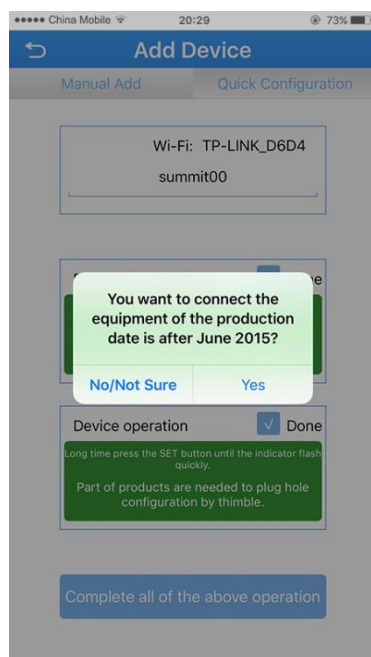 China Mobile 20:29 73%
Add Device
Manual Add Quick Configuration
Wi-Fi: TP-LINK_D6D4
summit00
You want to connect the
equipment of the production
date is after June 2015?
No/Not Sure Yes
Device operation Done
Long time press the SET button until the indicator flash
quickly.
Part of products are needed to plug hole
configuration by thimble.
Complete all of the above operation